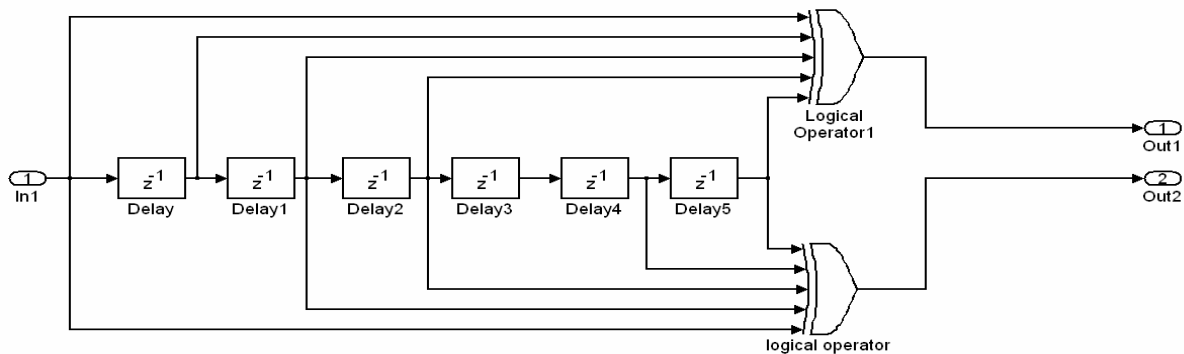 Logical
Operator1
1
Out1
1
In1
z-1
Delay
z-1
Delay1
z-1
Delay2
z-1
Delay3
z-1
Delay4
z-1
Delay5
2
Out2
logical operator